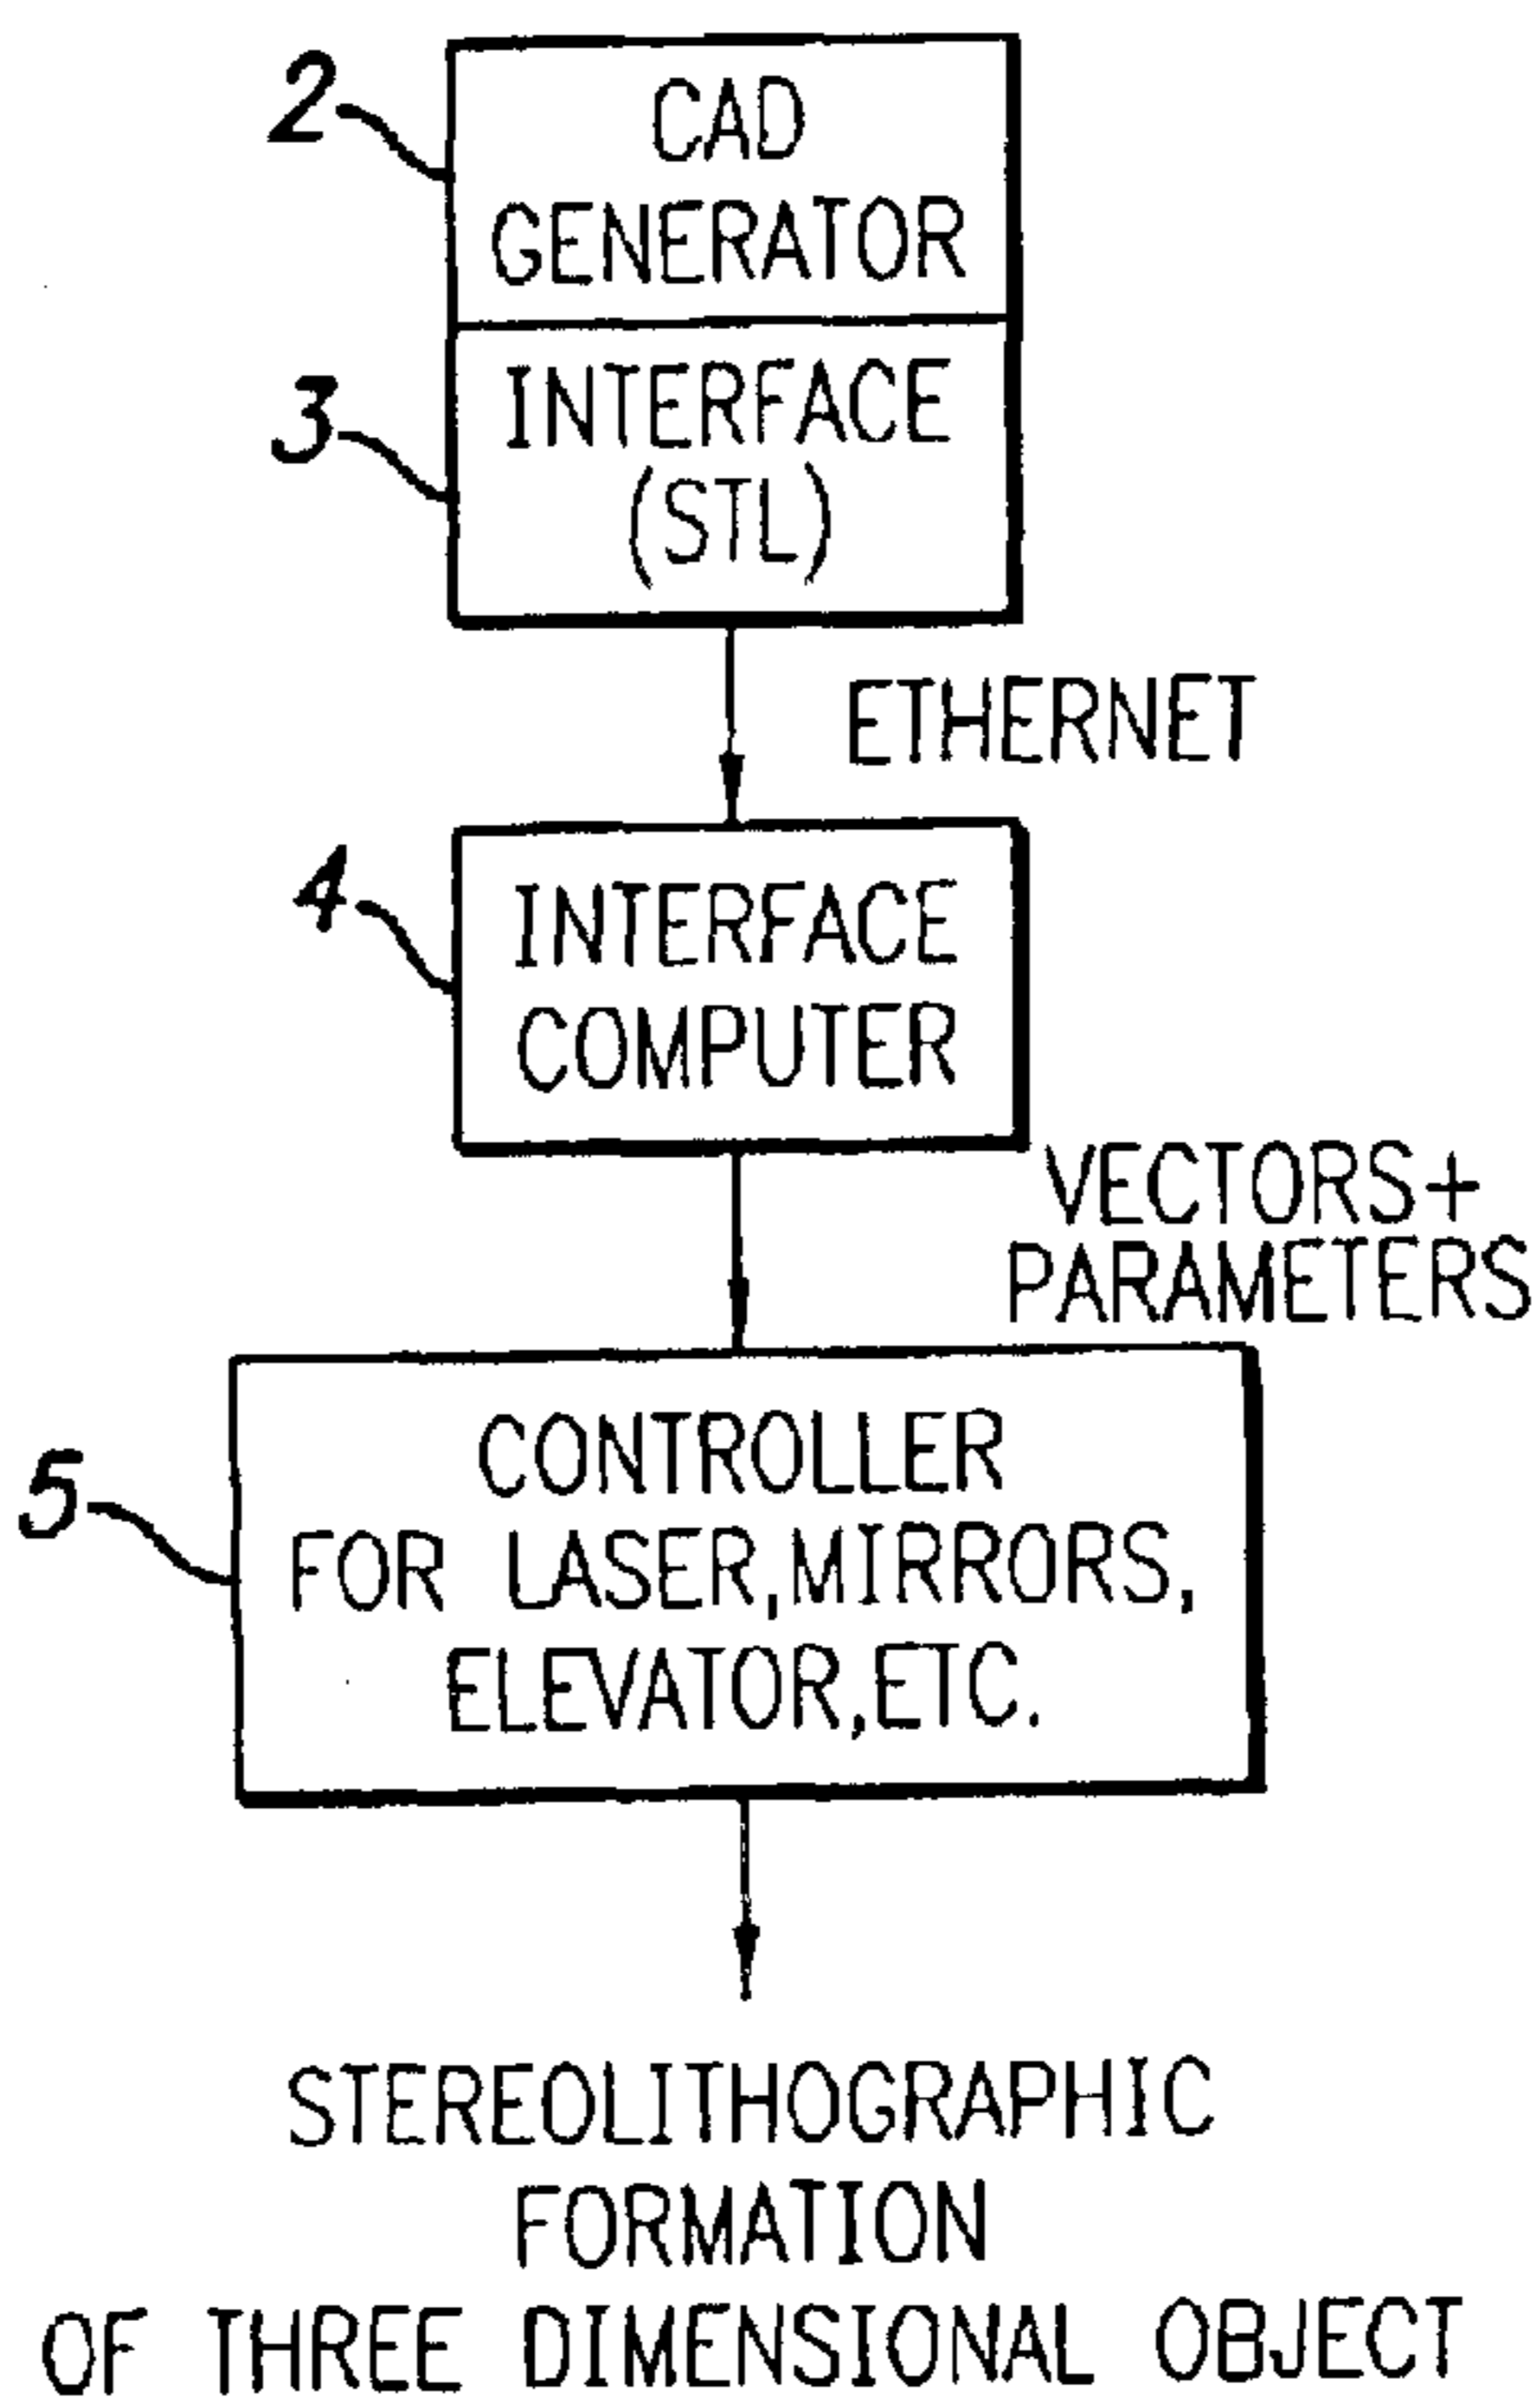 2
CAD
GENERATOR
3
INTERFACE
(STL)
ETHERNET
4
INTERFACE
COMPUTER
VECTORS+
PARAMETERS
5
CONTROLLER
FOR LASER,MIRRORS,
ELEVATOR,ETC.
STEREOLITHOGRAPHIC
FORMATION
OF THREE DIMENSIONAL OBJECT